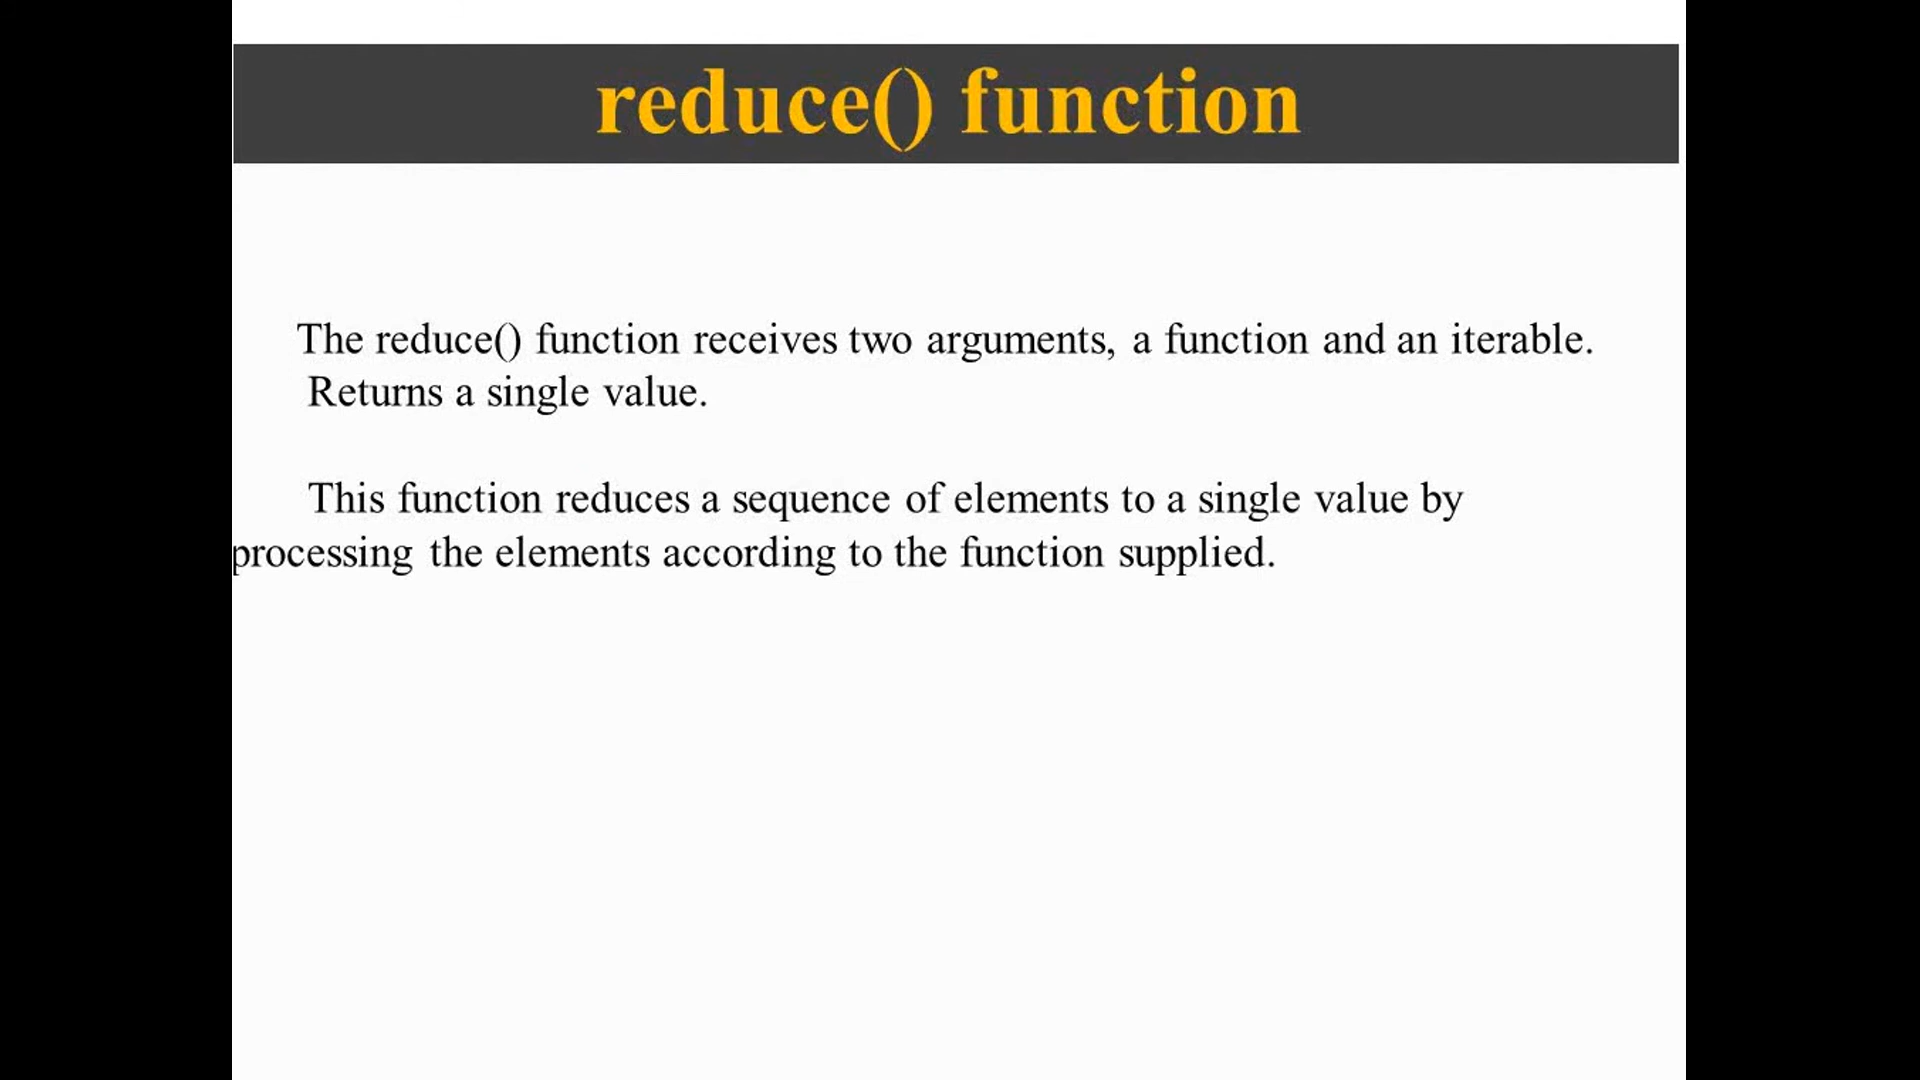 reduce() function
The reduce() function receives two arguments, a function and an iterable.
Returns a single value.
This function reduces a sequence of elements to a single value by
processing the elements according to the function supplied.